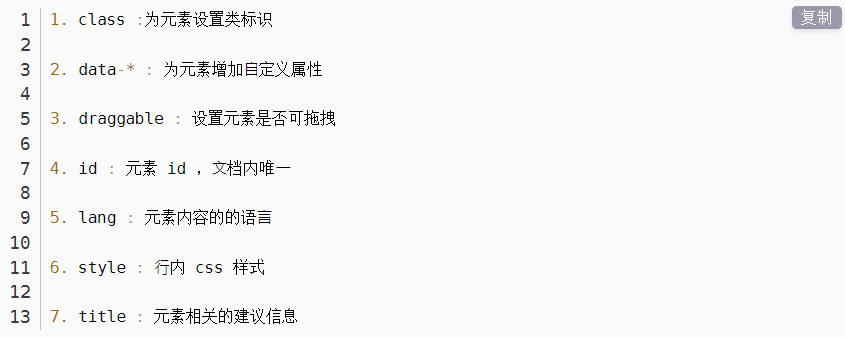 复制
1 1. class :为元素设置类标识
2
3 2. data-* : 为元素增加自定义属性
4
5 3. draggable : 设置元素是否可拖拽
6
7 4. id : 元素 id ，文档内唯一
8
9 5. lang : 元素内容的的语言
10
11 6. style : 行内 css 样式
12
13 7. title : 元素相关的建议信息